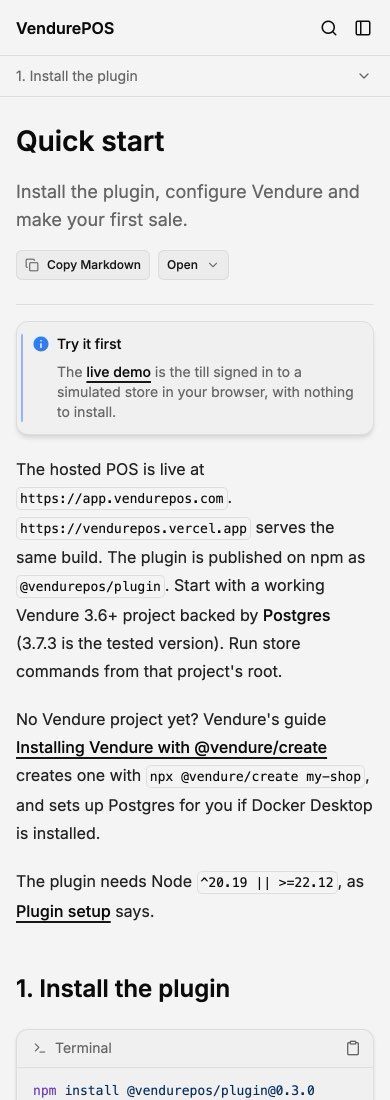 VendurePOS
1. Install the plugin
Quick start
Install the plugin, configure Vendure and
make your first sale.
Copy Markdown
Open
Try it first
The live demo is the till signed in to a
simulated store in your browser, with nothing
to install.
The hosted POS is live at
https://app.vendurepos.com.
https://vendurepos.vercel.app serves the
same build. The plugin is published on npm as
@vendurepos/plugin. Start with a working
Vendure 3.6+ project backed by Postgres
(3.7.3 is the tested version). Run store
commands from that project's root.
No Vendure project yet? Vendure's guide
Installing Vendure with @vendure/create
creates one with npx @vendure/create my-shop,
and sets up Postgres for you if Docker Desktop
is installed.
The plugin needs Node ^20.19 || >=22.12, as
Plugin setup says.
1. Install the plugin
Terminal
npm install @vendurepos/plugin@0.3.0